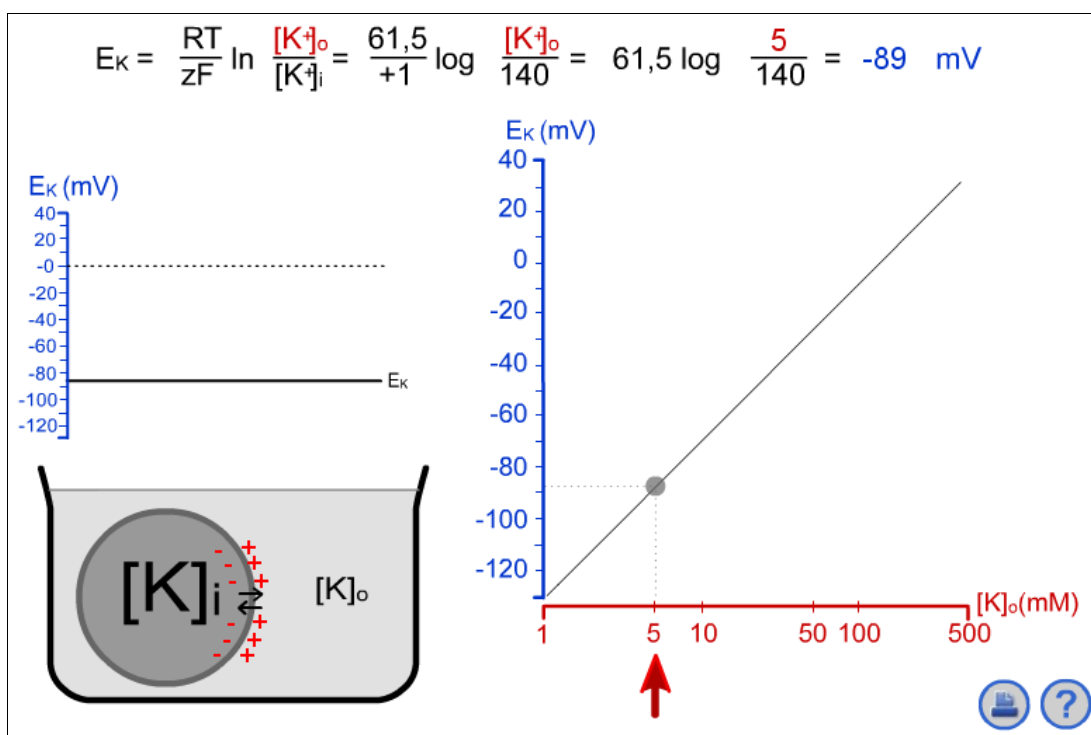 E_K = RT/zF ln [K+]o/[K+]i = 61,5/+1 log [K+]o/140 = 61,5 log 5/140 = -89 mV
EK (mV)
40
20
-0
-20
-40
-60
-80
-100
-120
EK
EK (mV)
40
20
0
-20
-40
-60
-80
-100
-120
[K]o(mM)
1 5 10 50 100 500
[K]i
[K]o
- - - - - -
+ + + + + +
?